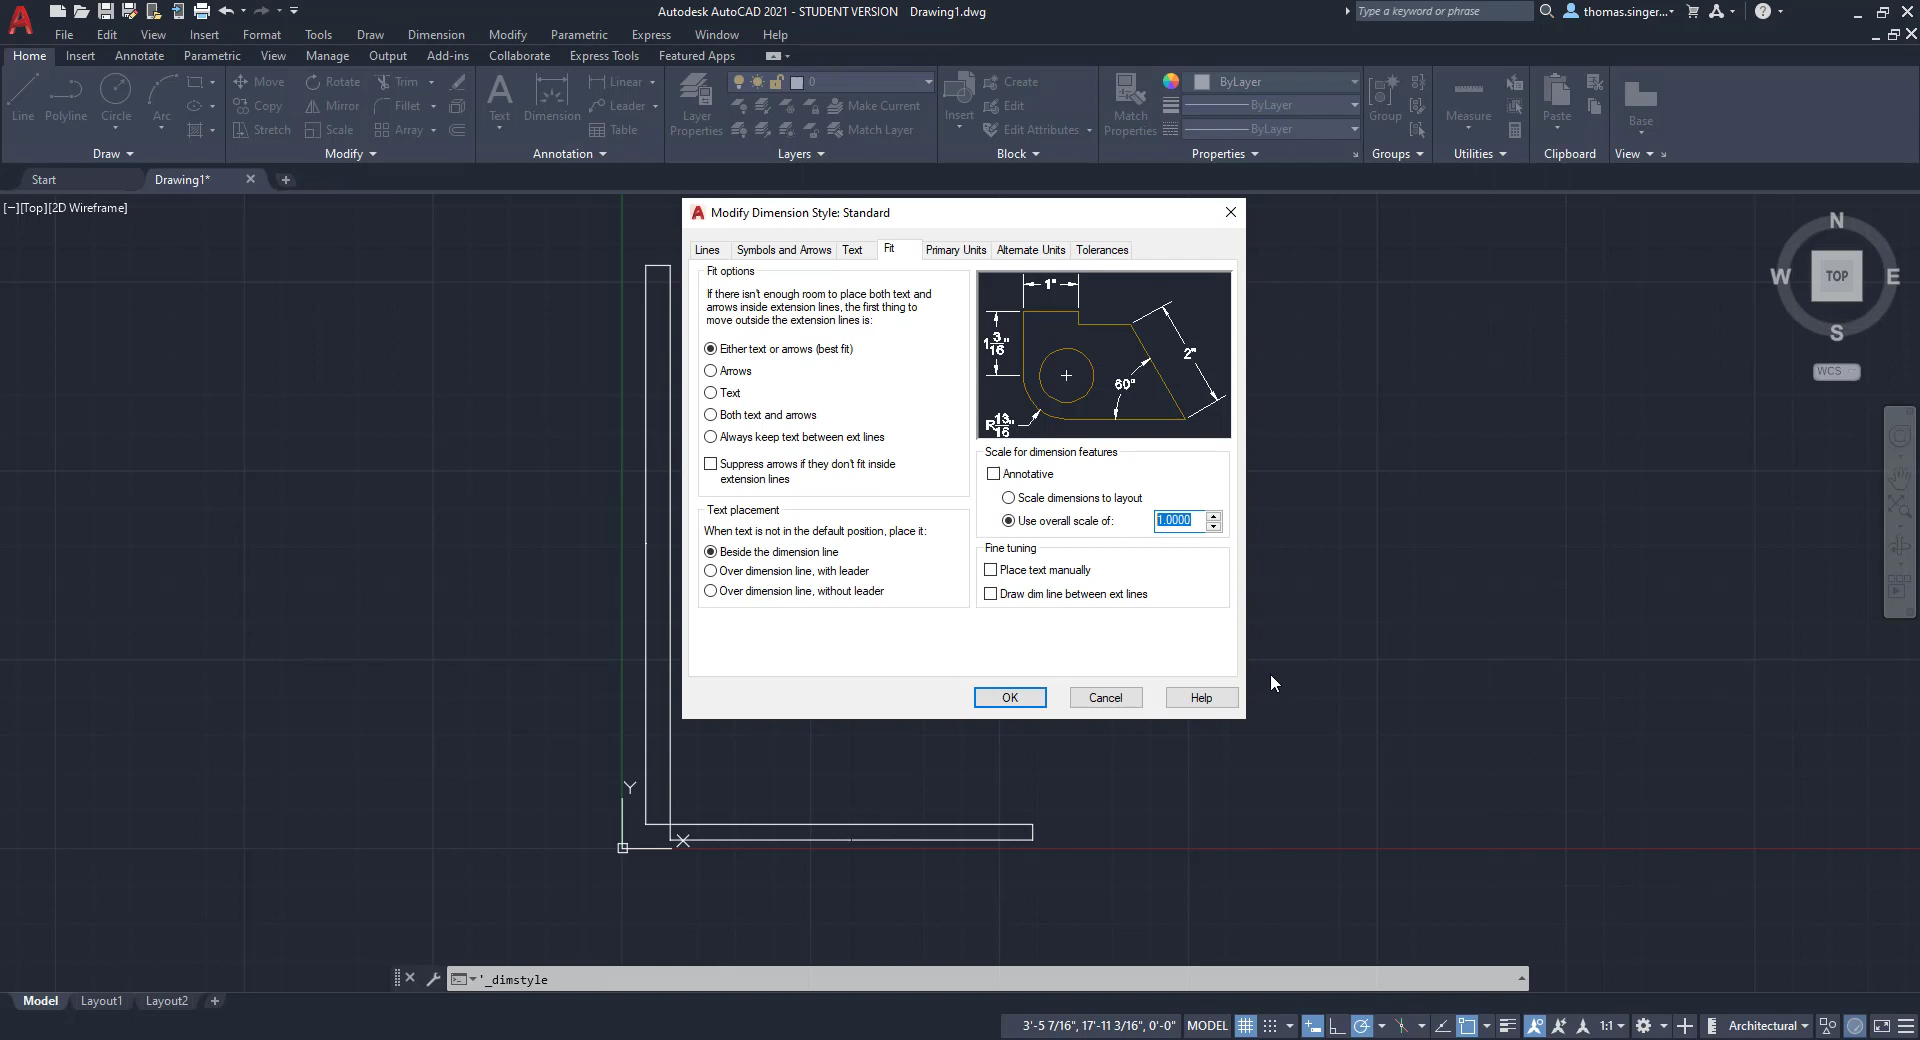 Autodesk AutoCAD 2021 - STUDENT VERSION Drawing1.dwg
Type a keyword or phrase
thomas.singer...
File Edit View Insert Format Tools Draw Dimension Modify Parametric Express Window Help
Home Insert Annotate Parametric View Manage Output Add-ins Collaborate Express Tools Featured Apps
Line Polyline Circle Arc
Move Rotate Trim
Copy Mirror Fillet
Stretch Scale Array
Text Dimension
Linear
Leader
Table
Layer Properties
0
Make Current
Match Layer
Insert
Create
Edit
Edit Attributes
Match Properties
ByLayer
ByLayer
ByLayer
Group
Measure
Paste
Base
Draw Modify Annotation Layers Block Properties Groups Utilities Clipboard View
Start Drawing1*
[−][Top][2D Wireframe]
Modify Dimension Style: Standard
Lines Symbols and Arrows Text Fit Primary Units Alternate Units Tolerances
Fit options
If there isn't enough room to place both text and
arrows inside extension lines, the first thing to
move outside the extension lines is:
Either text or arrows (best fit)
Arrows
Text
Both text and arrows
Always keep text between ext lines
Suppress arrows if they don't fit inside
extension lines
Text placement
When text is not in the default position, place it:
Beside the dimension line
Over dimension line, with leader
Over dimension line, without leader
1"
1 3/16"
2"
60°
R13/16"
Scale for dimension features
Annotative
Scale dimensions to layout
Use overall scale of: 1.0000
Fine tuning
Place text manually
Draw dim line between ext lines
OK Cancel Help
N
W TOP E
S
WCS
Y
X
'_dimstyle
Model Layout1 Layout2
3'-5 7/16", 17'-11 3/16", 0'-0" MODEL 1:1 Architectural